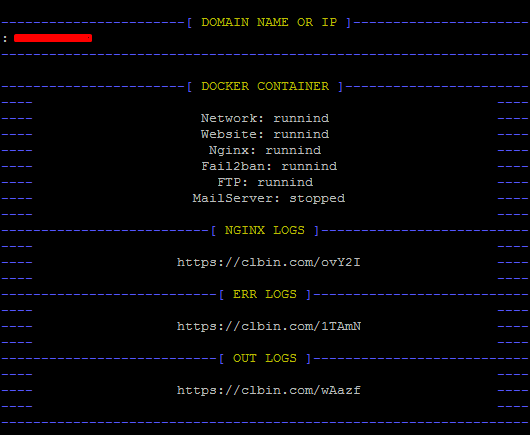 ------------------------[ DOMAIN NAME OR IP ]----------------------
:
-------------------------------------------------------------------
------------------------[ DOCKER CONTAINER ]-----------------------
---- ----
Network: runnind
---- Website: runnind ----
---- Nginx: runnind ----
---- Fail2ban: runnind ----
---- FTP: runnind ----
---- MailServer: stopped ----
---- ----
---------------------------[ NGINX LOGS ]--------------------------
---- ----
---- https://clbin.com/ovY2I ----
---- ----
----------------------------[ ERR LOGS ]---------------------------
---- ----
---- https://clbin.com/1TAmN ----
---- ----
----------------------------[ OUT LOGS ]---------------------------
---- ----
---- https://clbin.com/wAazf ----
---- ----
-------------------------------------------------------------------